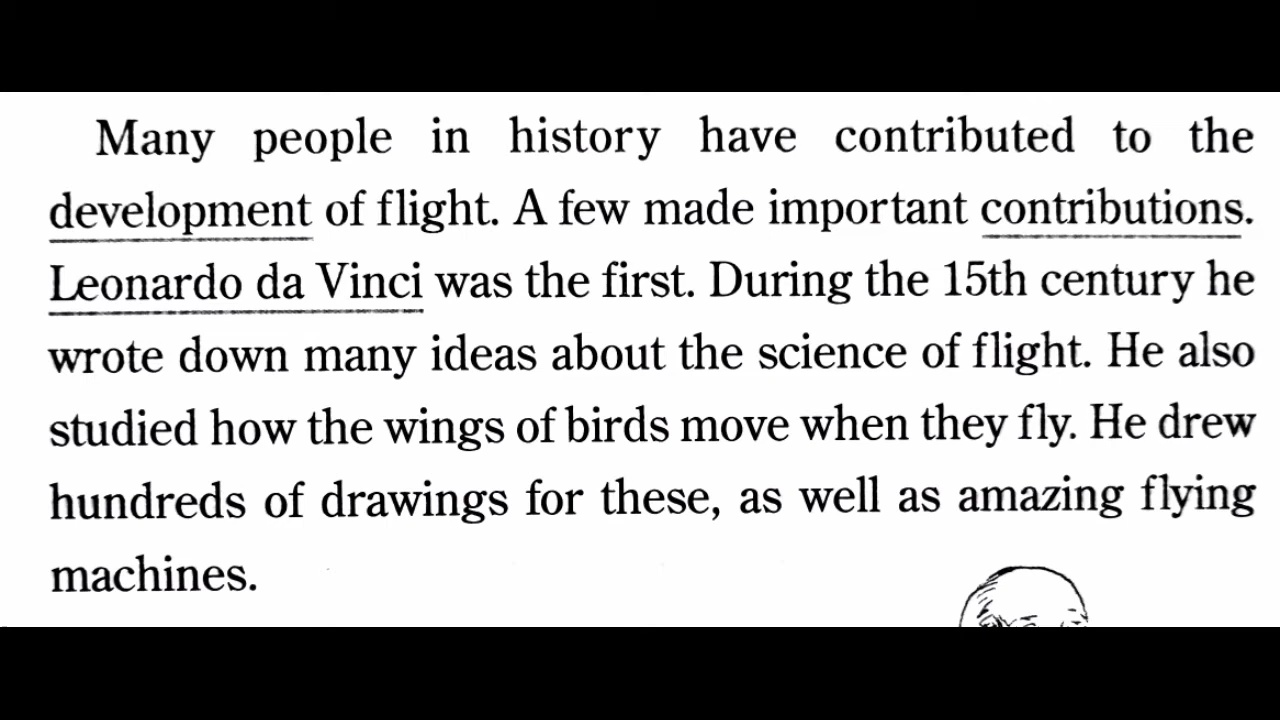 Many people in history have contributed to the
development of flight. A few made important contributions.
Leonardo da Vinci was the first. During the 15th century he
wrote down many ideas about the science of flight. He also
studied how the wings of birds move when they fly. He drew
hundreds of drawings for these, as well as amazing flying
machines.